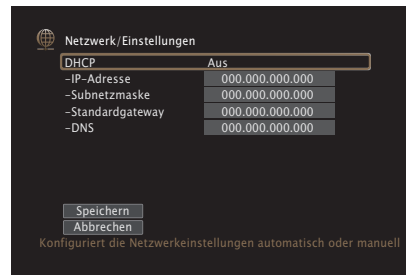 Netzwerk/Einstellungen
DHCP Aus
-IP-Adresse 000.000.000.000
-Subnetzmaske 000.000.000.000
-Standardgateway 000.000.000.000
-DNS 000.000.000.000
Speichern
Abbrechen
Konfiguriert die Netzwerkeinstellungen automatisch oder manuell